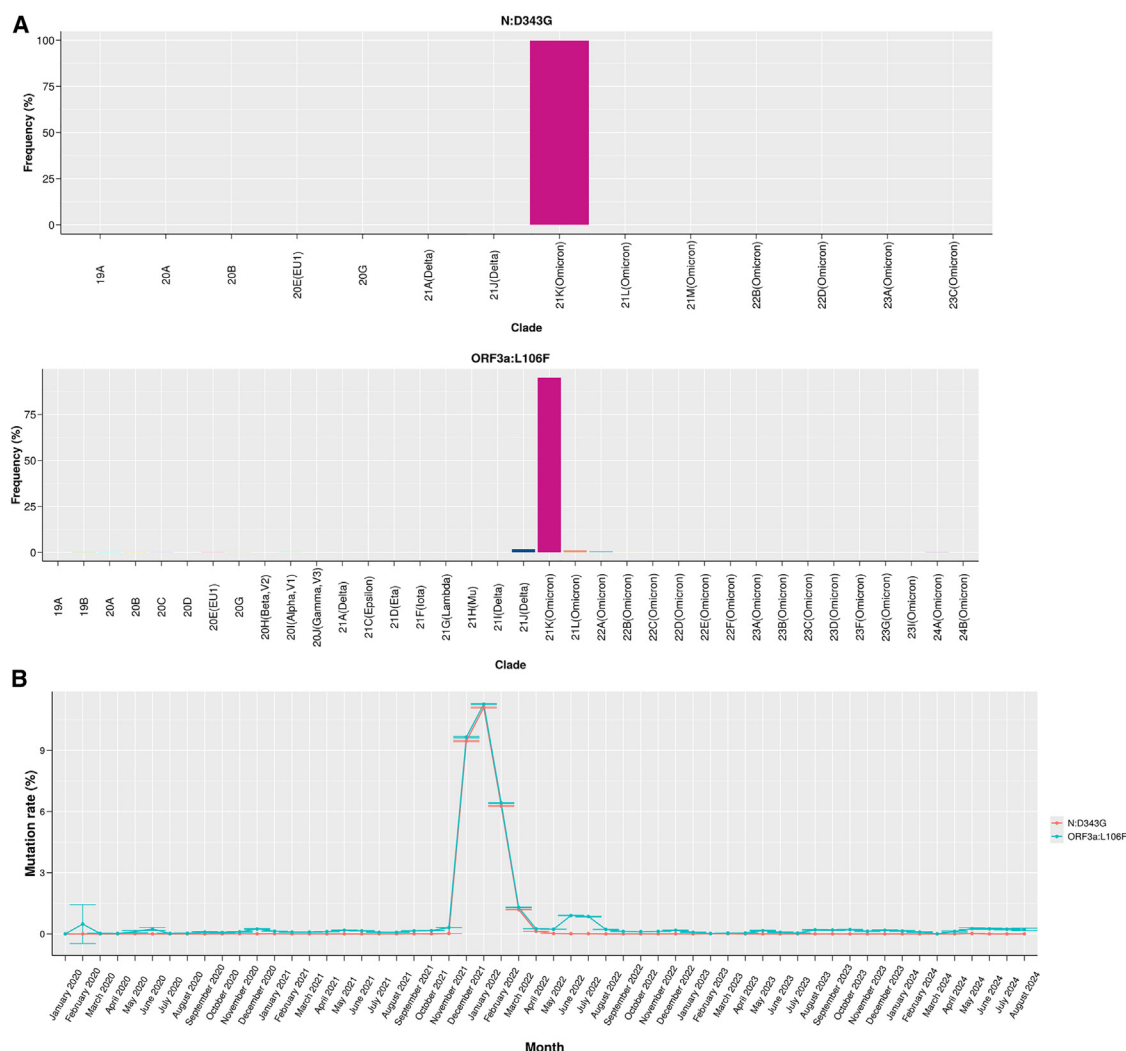 A
N:D343G
Frequency (%)
100
75
50
25
0
19A
20A
20B
20E(EU1)
20G
21A(Delta)
21J(Delta)
21K(Omicron)
21L(Omicron)
21M(Omicron)
22B(Omicron)
22D(Omicron)
23A(Omicron)
23C(Omicron)
Clade
ORF3a:L106F
Frequency (%)
75
50
25
0
19A
19B
20A
20B
20C
20D
20E(EU1)
20G
20H(Beta,V2)
20I(Alpha,V1)
20J(Gamma,V3)
21A(Delta)
21C(Epsilon)
21D(Eta)
21F(Iota)
21G(Lambda)
21H(Mu)
21I(Delta)
21J(Delta)
21K(Omicron)
21L(Omicron)
22A(Omicron)
22B(Omicron)
22C(Omicron)
22D(Omicron)
22E(Omicron)
22F(Omicron)
23A(Omicron)
23B(Omicron)
23C(Omicron)
23D(Omicron)
23F(Omicron)
23G(Omicron)
23I(Omicron)
24A(Omicron)
24B(Omicron)
Clade
B
Mutation rate (%)
9
6
3
0
January 2020
February 2020
March 2020
April 2020
May 2020
June 2020
July 2020
August 2020
September 2020
October 2020
November 2020
December 2020
January 2021
February 2021
March 2021
April 2021
May 2021
June 2021
July 2021
August 2021
September 2021
October 2021
November 2021
December 2021
January 2022
February 2022
March 2022
April 2022
May 2022
June 2022
July 2022
August 2022
September 2022
October 2022
November 2022
December 2022
January 2023
February 2023
March 2023
April 2023
May 2023
June 2023
July 2023
August 2023
September 2023
October 2023
November 2023
December 2023
January 2024
February 2024
March 2024
April 2024
May 2024
June 2024
July 2024
August 2024
Month
N:D343G
ORF3a:L106F